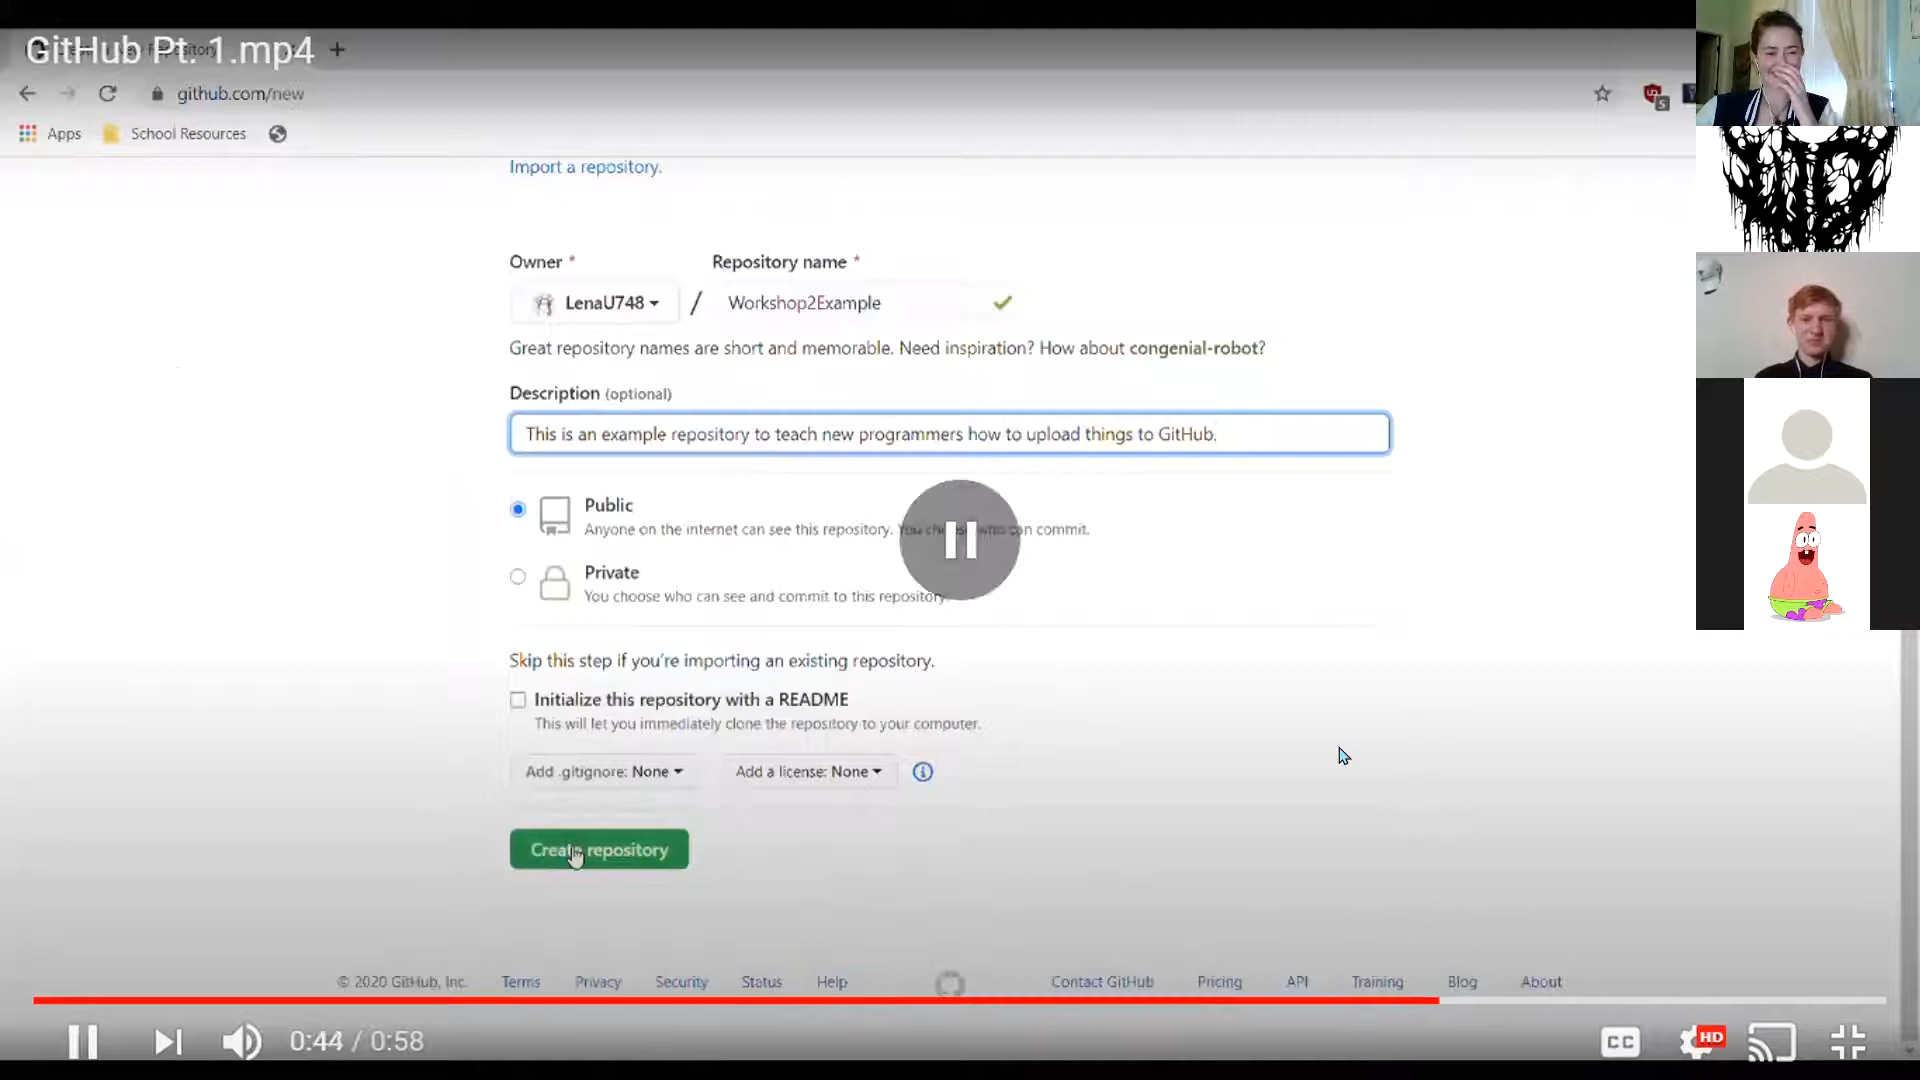 GitHub Pt. 1.mp4
github.com/new
5
Apps
School Resources
Import a repository.
Owner *
Repository name *
LenaU748
/
Workshop2Example
Great repository names are short and memorable. Need inspiration? How about congenial-robot?
Description (optional)
This is an example repository to teach new programmers how to upload things to GitHub.
Public
Anyone on the internet can see this repository. You choose who can commit.
Private
You choose who can see and commit to this repository.
Skip this step if you're importing an existing repository.
Initialize this repository with a README
This will let you immediately clone the repository to your computer.
Add .gitignore: None
Add a license: None
Create repository
© 2020 GitHub, Inc.
Terms
Privacy
Security
Status
Help
Contact GitHub
Pricing
API
Training
Blog
About
0:44 / 0:58
CC
HD